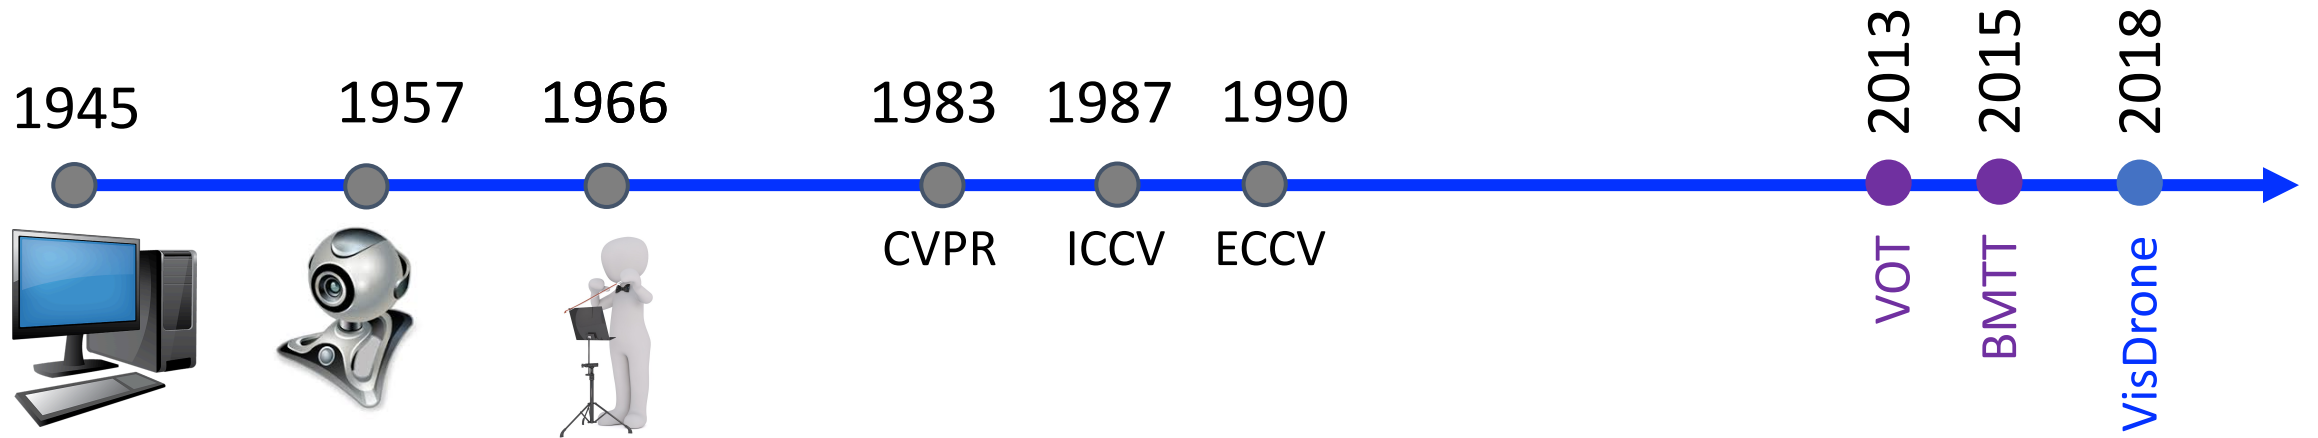 1945
1957
1966
1983
1987
1990
2013
2015
2018
CVPR
ICCV
ECCV
VOT
BMTT
VisDrone